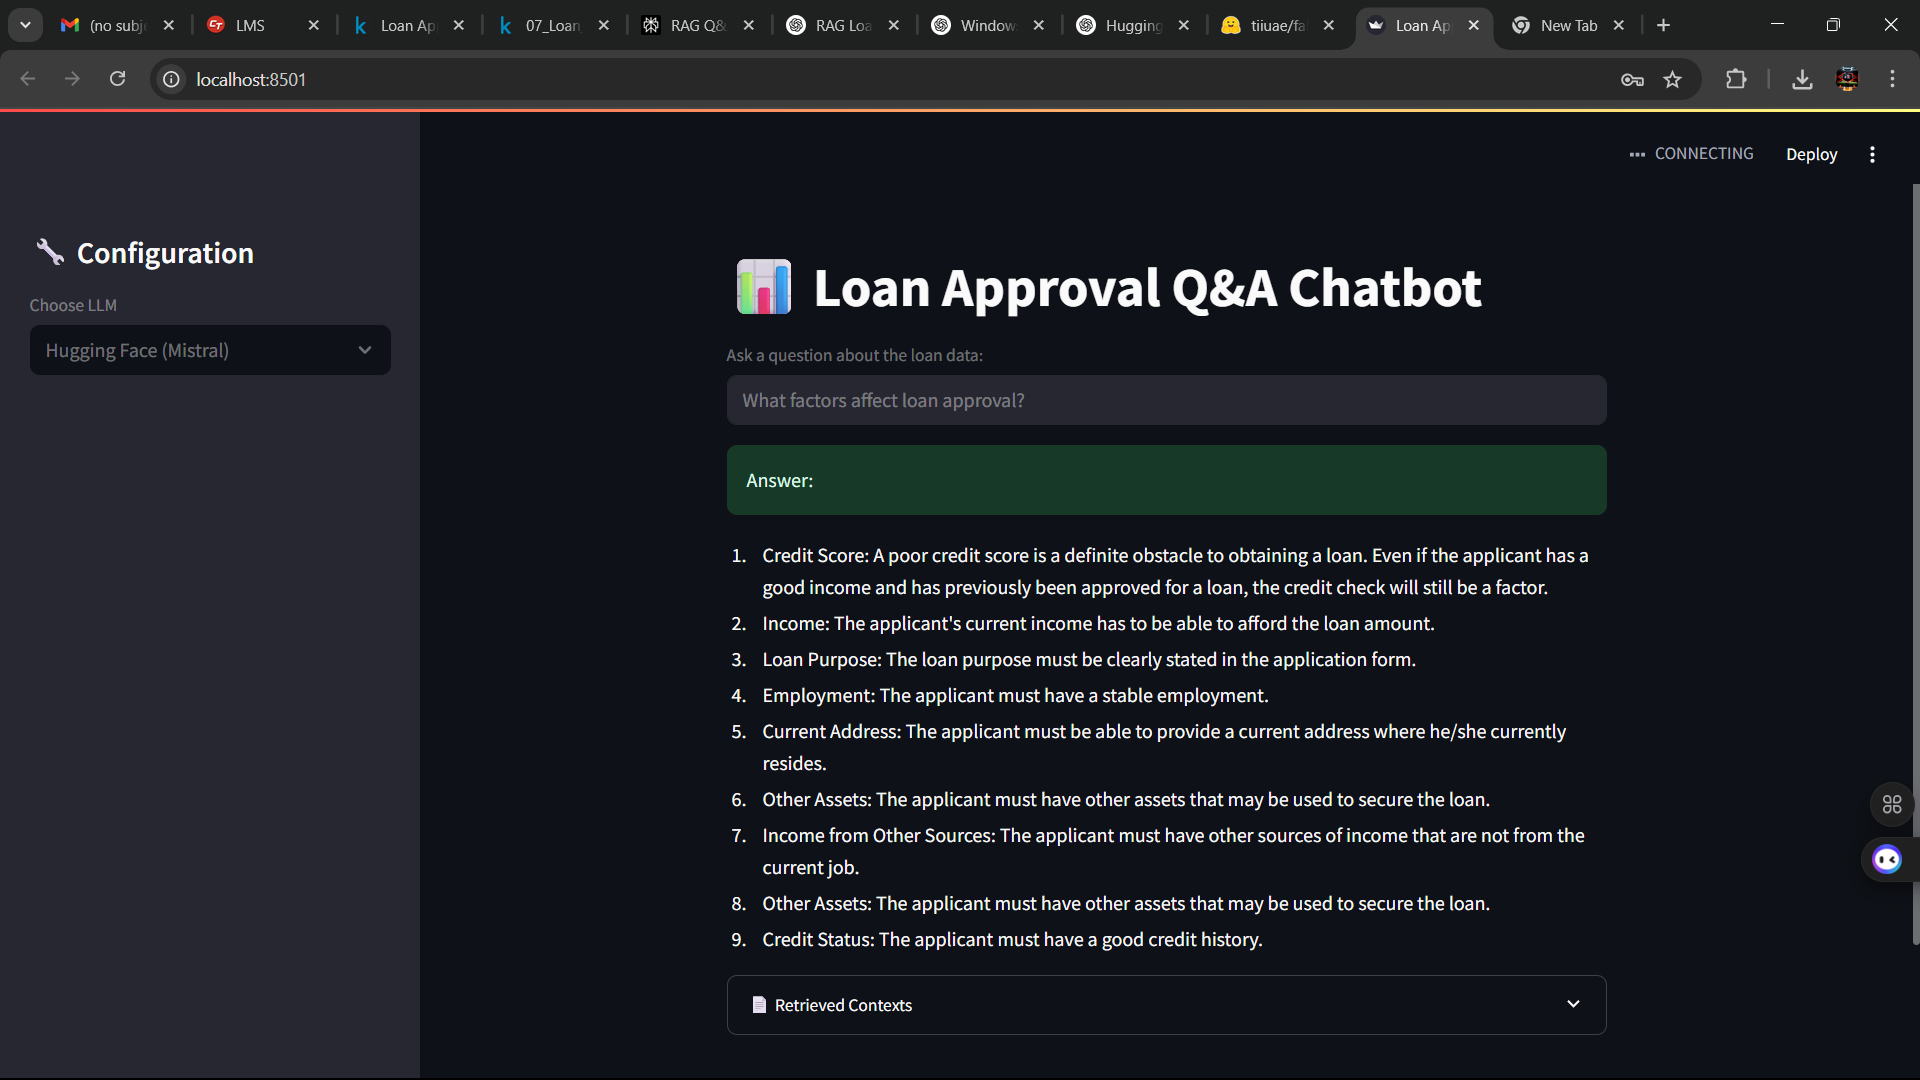 (no subj
LMS
Loan Ap
07_Loan
RAG Q&
RAG Loa
Window
Hugging
tiiuae/fa
Loan Ap
New Tab
localhost:8501
CONNECTING
Deploy
Configuration
Choose LLM
Hugging Face (Mistral)
Loan Approval Q&A Chatbot
Ask a question about the loan data:
What factors affect loan approval?
Answer:
1. Credit Score: A poor credit score is a definite obstacle to obtaining a loan. Even if the applicant has a
good income and has previously been approved for a loan, the credit check will still be a factor.
2. Income: The applicant's current income has to be able to afford the loan amount.
3. Loan Purpose: The loan purpose must be clearly stated in the application form.
4. Employment: The applicant must have a stable employment.
5. Current Address: The applicant must be able to provide a current address where he/she currently
resides.
6. Other Assets: The applicant must have other assets that may be used to secure the loan.
7. Income from Other Sources: The applicant must have other sources of income that are not from the
current job.
8. Other Assets: The applicant must have other assets that may be used to secure the loan.
9. Credit Status: The applicant must have a good credit history.
Retrieved Contexts